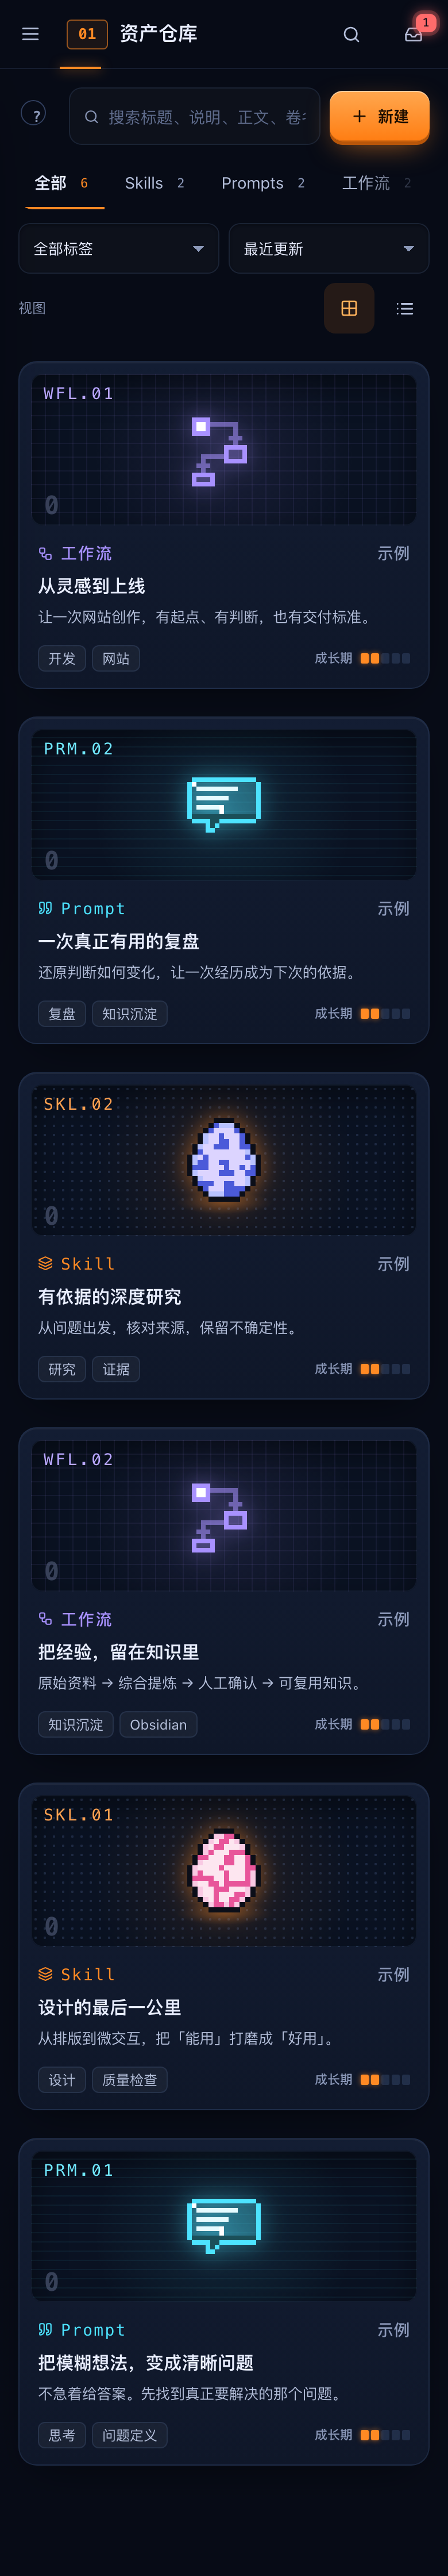 01 资产仓库
1
?
搜索标题、说明、正文、卷
+ 新建
全部 6 Skills 2 Prompts 2 工作流 2
全部标签 最近更新
视图
WFL.01
0
工作流 示例
从灵感到上线
让一次网站创作，有起点、有判断，也有交付标准。
开发 网站 成长期
PRM.02
0
Prompt 示例
一次真正有用的复盘
还原判断如何变化，让一次经历成为下次的依据。
复盘 知识沉淀 成长期
SKL.02
0
Skill 示例
有依据的深度研究
从问题出发，核对来源，保留不确定性。
研究 证据 成长期
WFL.02
0
工作流 示例
把经验，留在知识里
原始资料 → 综合提炼 → 人工确认 → 可复用知识。
知识沉淀 Obsidian 成长期
SKL.01
0
Skill 示例
设计的最后一公里
从排版到微交互，把「能用」打磨成「好用」。
设计 质量检查 成长期
PRM.01
0
Prompt 示例
把模糊想法，变成清晰问题
不急着给答案。先找到真正要解决的那个问题。
思考 问题定义 成长期